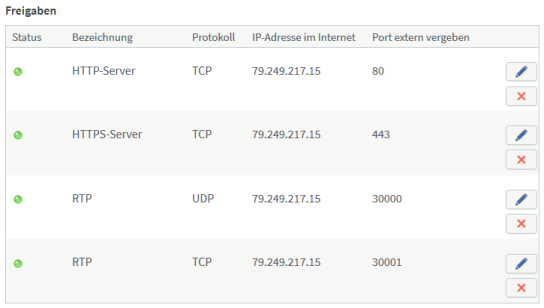 Freigaben
Status Bezeichnung Protokoll IP-Adresse im Internet Port extern vergeben
HTTP-Server TCP 79.249.217.15 80
HTTPS-Server TCP 79.249.217.15 443
RTP UDP 79.249.217.15 30000
RTP TCP 79.249.217.15 30001